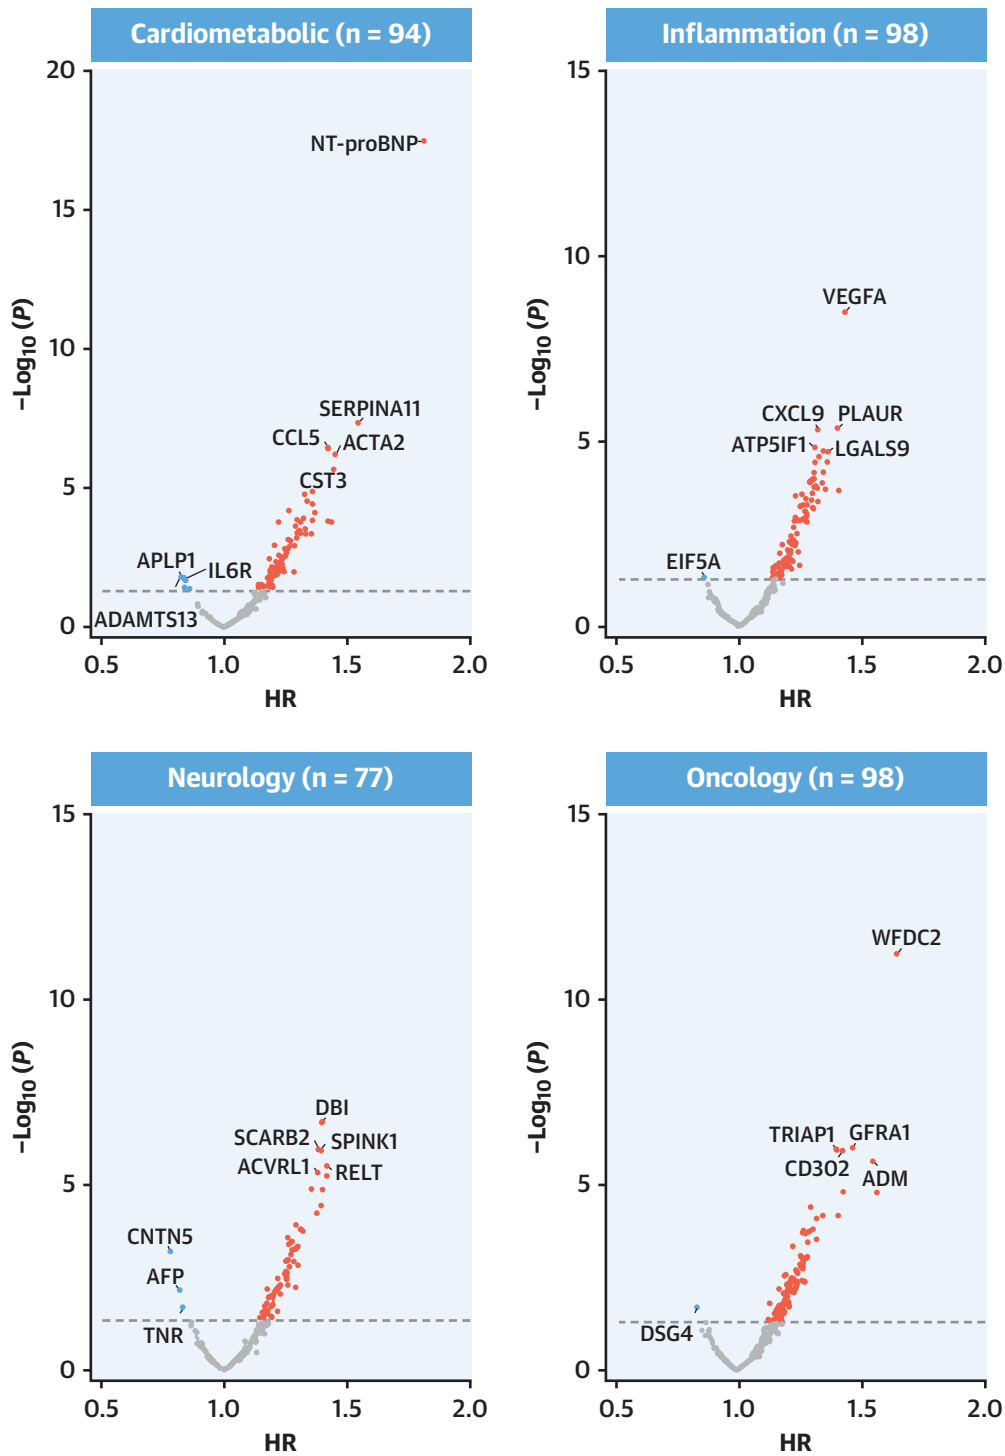 Cardiometabolic (n = 94)
20
15
10
5
0
−Log10 (P)
NT-proBNP
SERPINA11
CCL5
ACTA2
CST3
APLP1
IL6R
ADAMTS13
0.5 1.0 1.5 2.0
HR
Inflammation (n = 98)
15
10
5
0
−Log10 (P)
VEGFA
CXCL9
PLAUR
ATP5IF1
LGALS9
EIF5A
0.5 1.0 1.5 2.0
HR
Neurology (n = 77)
15
10
5
0
−Log10 (P)
DBI
SCARB2
SPINK1
ACVRL1
RELT
CNTN5
AFP
TNR
0.5 1.0 1.5 2.0
HR
Oncology (n = 98)
15
10
5
0
−Log10 (P)
WFDC2
TRIAP1
GFRA1
CD302
ADM
DSG4
0.5 1.0 1.5 2.0
HR